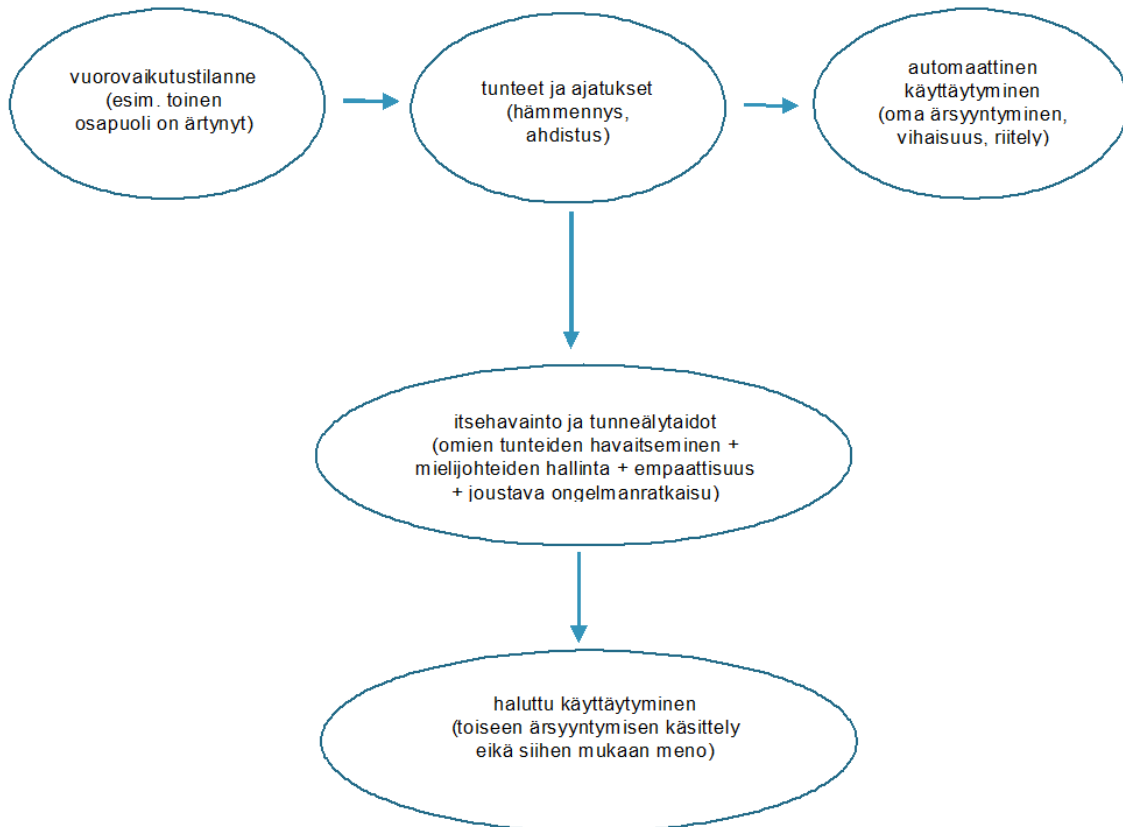 vuorovaikutustilanne
(esim. toinen
osapuoli on ärtynyt)
tunteet ja ajatukset
(hämmennys,
ahdistus)
automaattinen
käyttäytyminen
(oma ärsyyntyminen,
vihaisuus, riitely)
itsehavainto ja tunneälytaidot
(omien tunteiden havaitseminen +
mielijohteiden hallinta + empaattisuus
+ joustava ongelmanratkaisu)
haluttu käyttäytyminen
(toiseen ärsyyntymisen käsittely
eikä siihen mukaan meno)